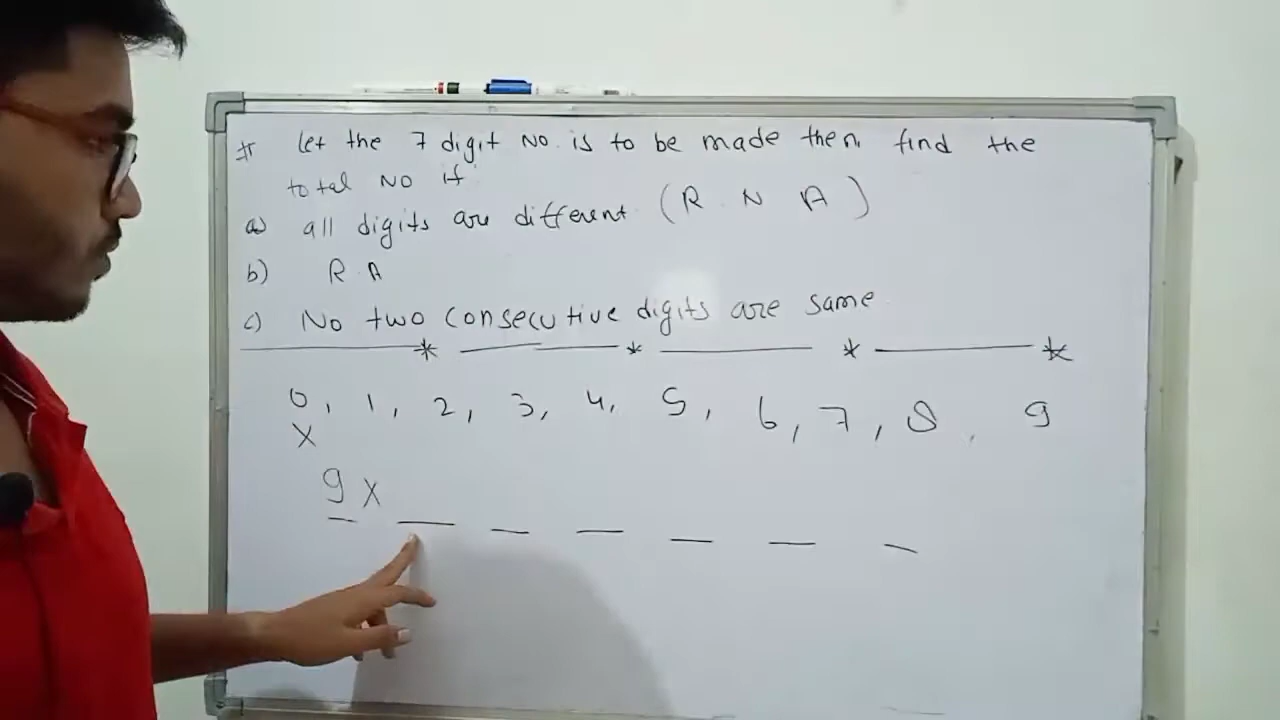 # Let the 7 digit No. is to be made then find the
total NO if
a) all digits are different (R N A)
b) R.A
c) No two consecutive digits are same
0, 1, 2, 3, 4, 5, 6, 7, 8, 9
X
9 X